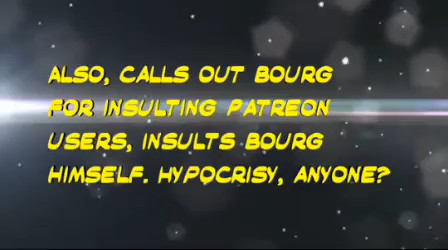 ALSO, CALLS OUT BOURG
FOR INSULTING PATREON
USERS, INSULTS BOURG
HIMSELF. HYPOCRISY, ANYONE?